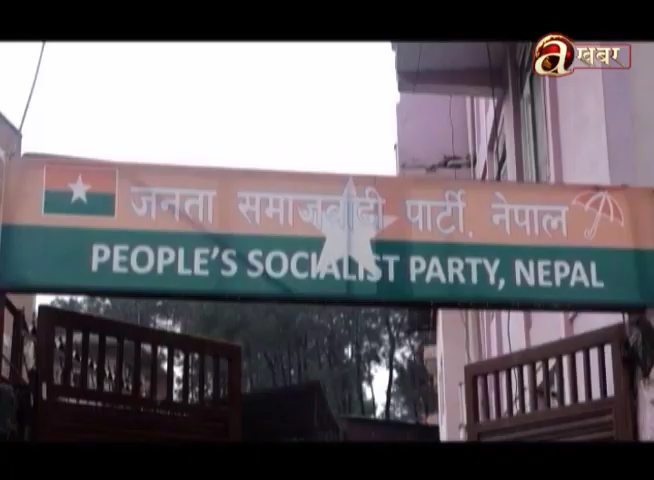 a खबर
जनता समाजवादी पार्टी, नेपाल
PEOPLE'S SOCIALIST PARTY, NEPAL